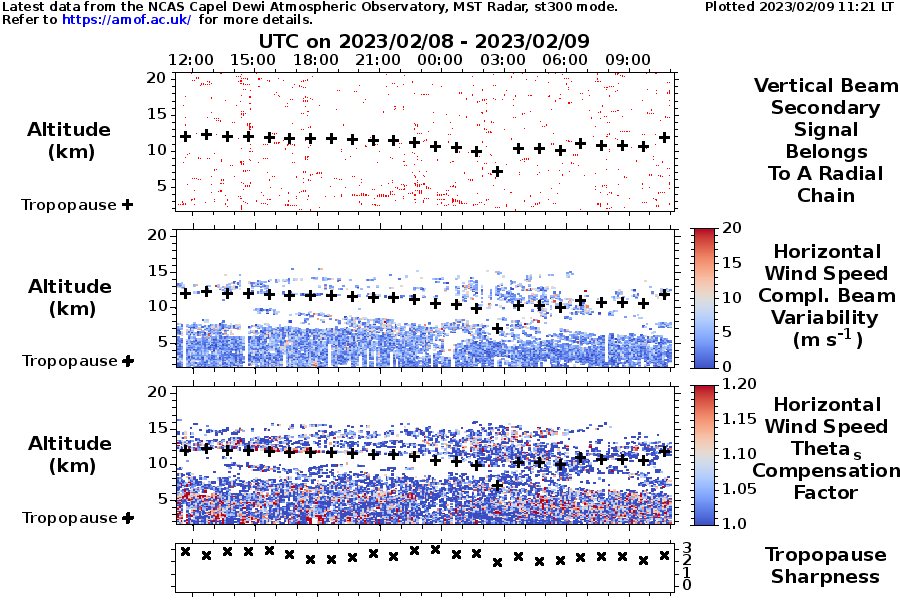 Latest data from the NCAS Capel Dewi Atmospheric Observatory, MST Radar, st300 mode.
Plotted 2023/02/09 11:21 LT
Refer to https://amof.ac.uk/ for more details.
UTC on 2023/02/08 - 2023/02/09
12:00 15:00 18:00 21:00 00:00 03:00 06:00 09:00
20
15
10
5
Altitude
(km)
Tropopause
Vertical Beam
Secondary
Signal
Belongs
To A Radial
Chain
20
15
10
5
Altitude
(km)
Tropopause
20
15
10
5
0
Horizontal
Wind Speed
Compl. Beam
Variability
(m s-1)
20
15
10
5
Altitude
(km)
Tropopause
1.20
1.15
1.10
1.05
1.0
Horizontal
Wind Speed
Theta s
Compensation
Factor
3
2
1
0
Tropopause
Sharpness